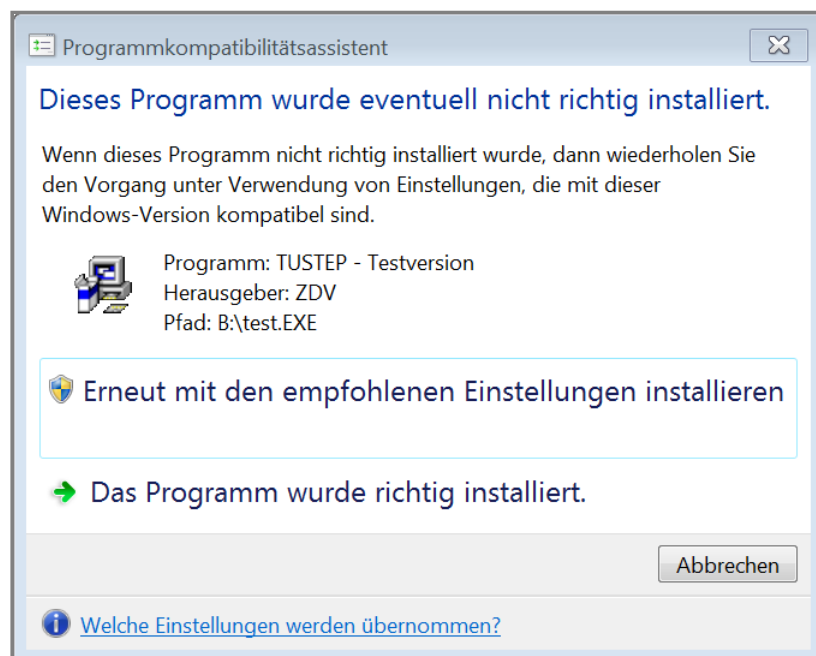 Programmkompatibilitätsassistent
Dieses Programm wurde eventuell nicht richtig installiert.
Wenn dieses Programm nicht richtig installiert wurde, dann wiederholen Sie
den Vorgang unter Verwendung von Einstellungen, die mit dieser
Windows-Version kompatibel sind.
Programm: TUSTEP - Testversion
Herausgeber: ZDV
Pfad: B:\test.EXE
Erneut mit den empfohlenen Einstellungen installieren
Das Programm wurde richtig installiert.
Abbrechen
Welche Einstellungen werden übernommen?